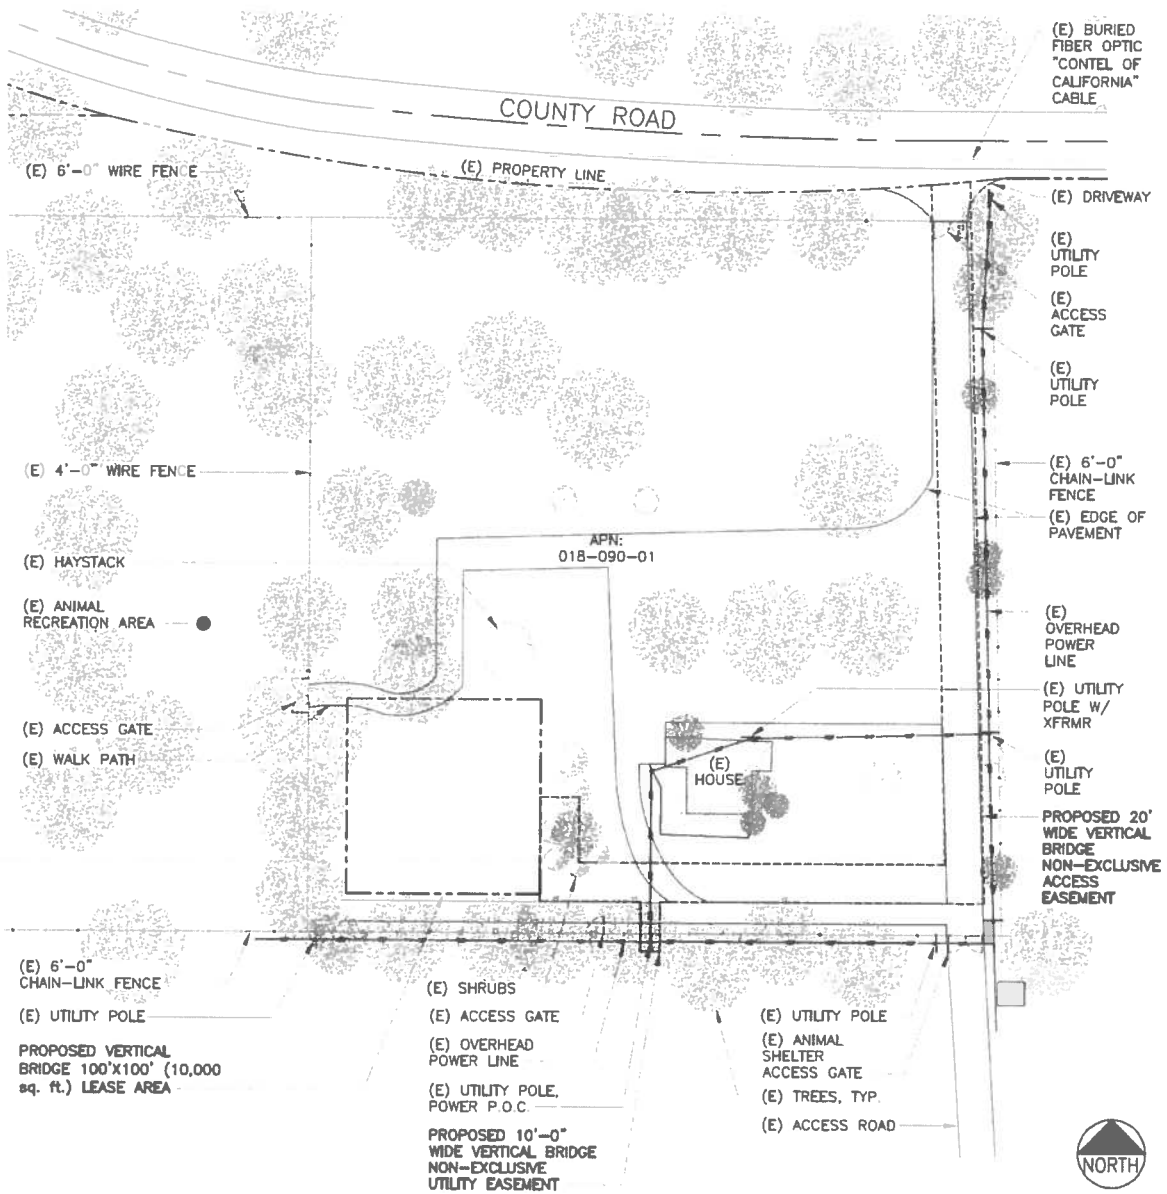 (E) BURIED
FIBER OPTIC
"CONTEL OF
CALIFORNIA"
CABLE
COUNTY ROAD
(E) 6'-0" WIRE FENCE
(E) PROPERTY LINE
(E) DRIVEWAY
(E)
UTILITY
POLE
(E)
ACCESS
GATE
(E)
UTILITY
POLE
(E) 4'-0" WIRE FENCE
(E) 6'-0"
CHAIN-LINK
FENCE
(E) EDGE OF
PAVEMENT
APN:
018-090-01
(E) HAYSTACK
(E) ANIMAL
RECREATION AREA
(E)
OVERHEAD
POWER
LINE
(E) UTILITY
POLE W/
XFRMR
(E) ACCESS GATE
(E) WALK PATH
(E)
HOUSE
(E)
UTILITY
POLE
PROPOSED 20'
WIDE VERTICAL
BRIDGE
NON-EXCLUSIVE
ACCESS
EASEMENT
(E) 6'-0"
CHAIN-LINK FENCE
(E) UTILITY POLE
PROPOSED VERTICAL
BRIDGE 100'X100' (10,000
sq. ft.) LEASE AREA
(E) SHRUBS
(E) ACCESS GATE
(E) OVERHEAD
POWER LINE
(E) UTILITY POLE,
POWER P.O.C.
PROPOSED 10'-0"
WIDE VERTICAL BRIDGE
NON-EXCLUSIVE
UTILITY EASEMENT
(E) UTILITY POLE
(E) ANIMAL
SHELTER
ACCESS GATE
(E) TREES, TYP.
(E) ACCESS ROAD
NORTH